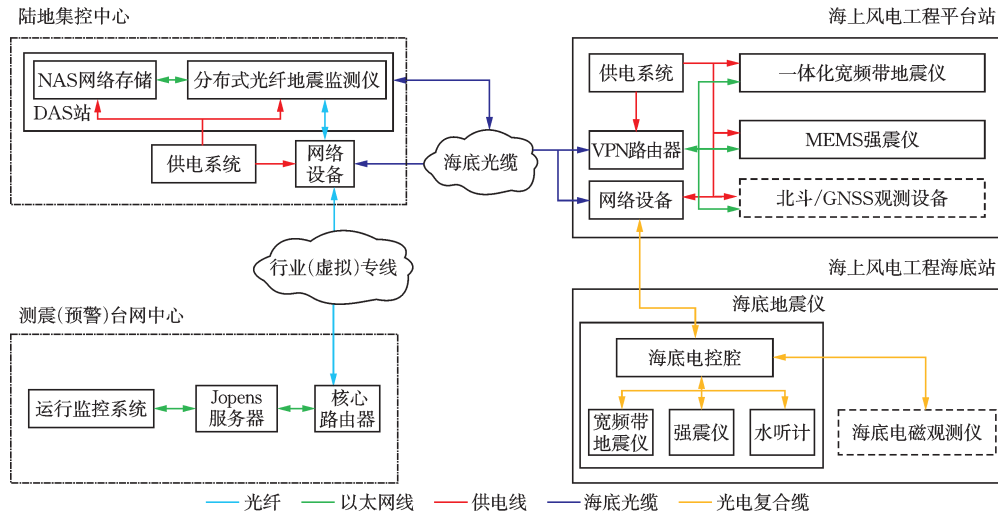 陆地集控中心
NAS网络存储
分布式光纤地震监测仪
DAS站
供电系统
网络
设备
海底光缆
行业(虚拟)专线
测震(预警)台网中心
运行监控系统
Jopens
服务器
核心
路由器
海上风电工程平台站
供电系统
一体化宽频带地震仪
VPN路由器
MEMS强震仪
网络设备
北斗/GNSS观测设备
海上风电工程海底站
海底地震仪
海底电控腔
宽频带
地震仪
强震仪
水听计
海底电磁观测仪
光纤
以太网线
供电线
海底光缆
光电复合缆